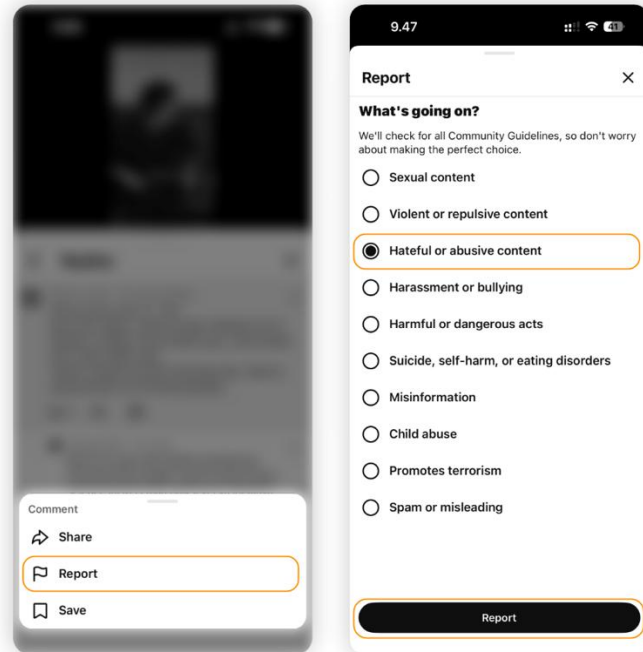 Comment
Share
Report
Save
9.47
41
Report
What's going on?
We'll check for all Community Guidelines, so don't worry
about making the perfect choice.
Sexual content
Violent or repulsive content
Hateful or abusive content
Harassment or bullying
Harmful or dangerous acts
Suicide, self-harm, or eating disorders
Misinformation
Child abuse
Promotes terrorism
Spam or misleading
Report